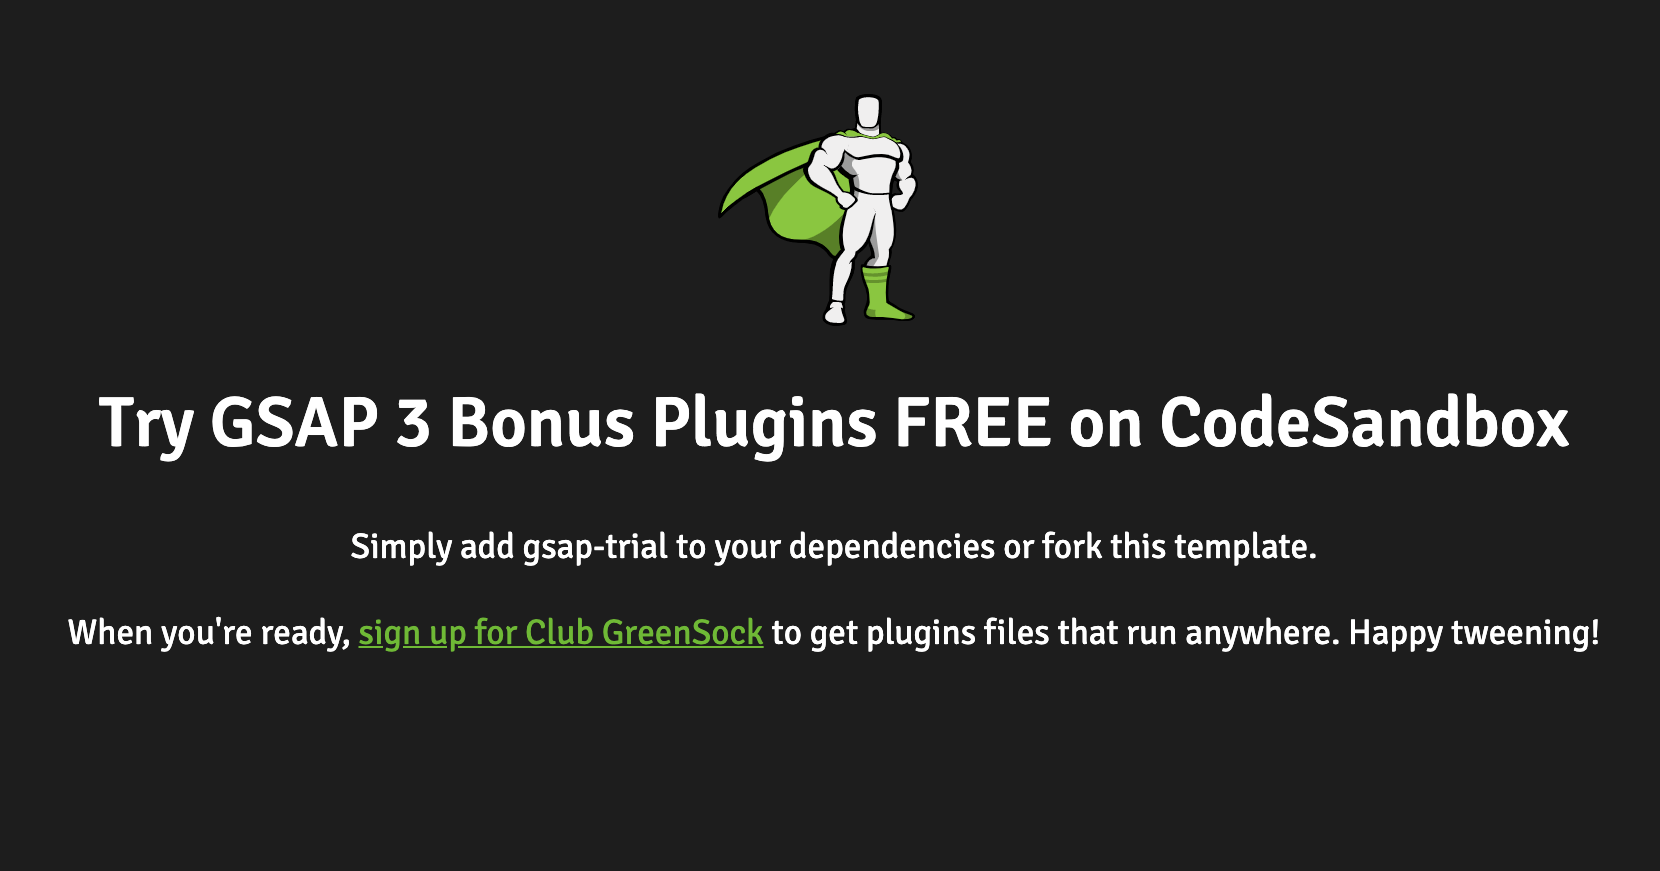 Try GSAP 3 Bonus Plugins FREE on CodeSandbox
Simply add gsap-trial to your dependencies or fork this template.
When you're ready, sign up for Club GreenSock to get plugins files that run anywhere. Happy tweening!